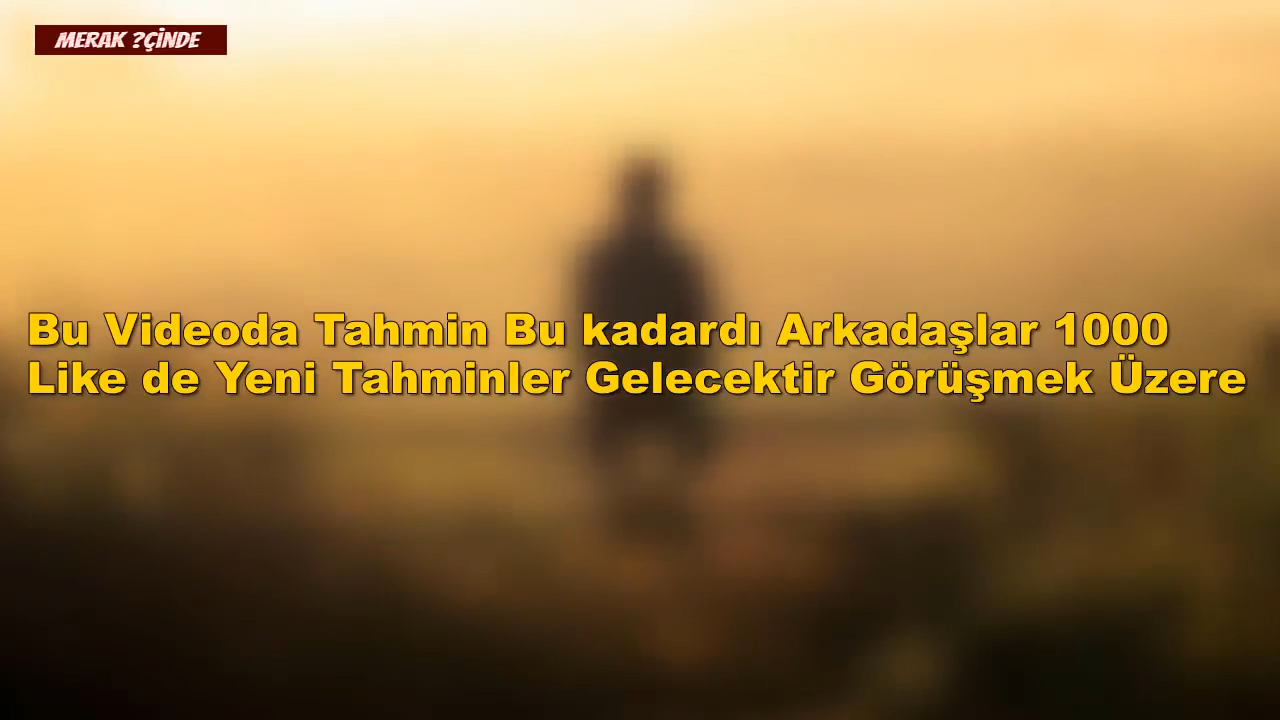 MERAK ?ÇİNDE
Bu Videoda Tahmin Bu kadardı Arkadaşlar 1000
Like de Yeni Tahminler Gelecektir Görüşmek Üzere